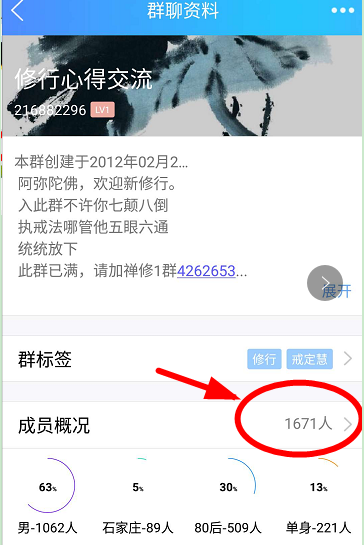 群聊资料
修行心得交流
216882296 LV1
本群创建于2012年02月2...
阿弥陀佛，欢迎新修行。
入此群不许你七颠八倒
执戒法哪管他五眼六通
统统放下
此群已满，请加禅修1群4262653...
展开
群标签 修行 戒定慧
成员概况 1671人
63% 5% 30% 13%
男-1062人 石家庄-89人 80后-509人 单身-221人